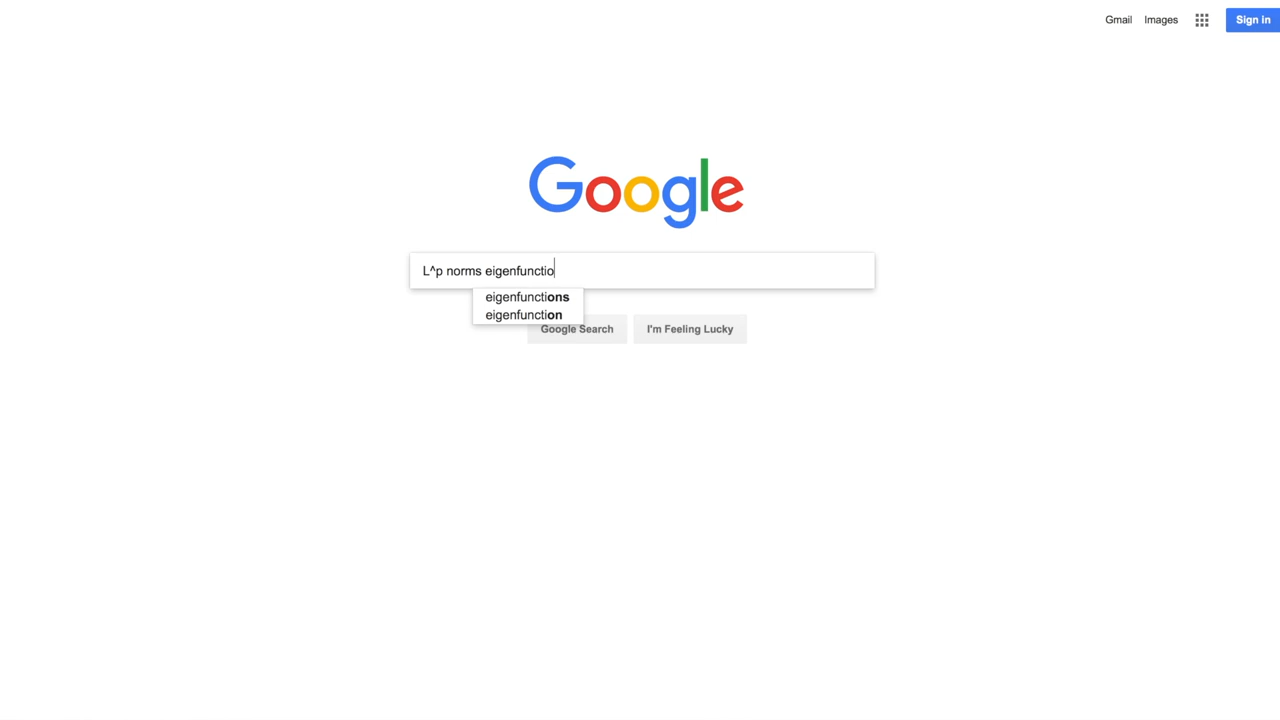 Gmail Images Sign in
Google
L^p norms eigenfunctio
eigenfunctions
eigenfunction
Google Search I'm Feeling Lucky